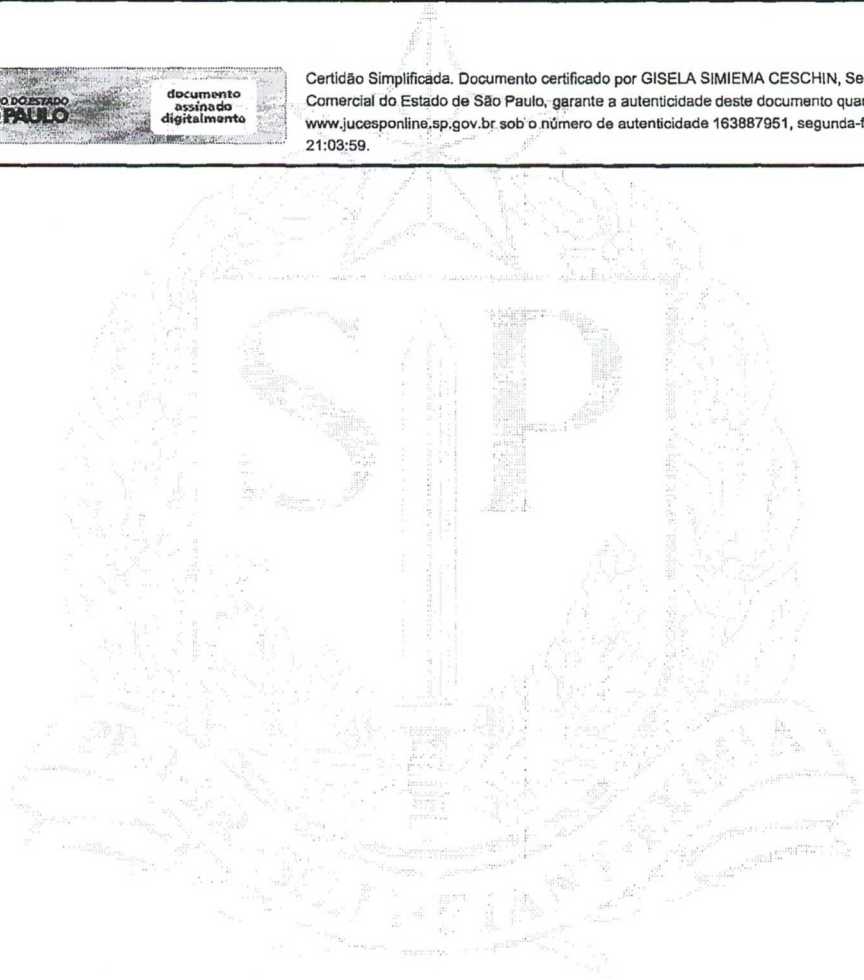 O DO ESTADO
PAULO
documento
assinado
digitalmente
Certidão Simplificada. Documento certificado por GISELA SIMIEMA CESCHIN, Se
Comercial do Estado de São Paulo, garante a autenticidade deste documento quan
www.jucesponline.sp.gov.br sob o número de autenticidade 163887951, segunda-f
21:03:59.
SP